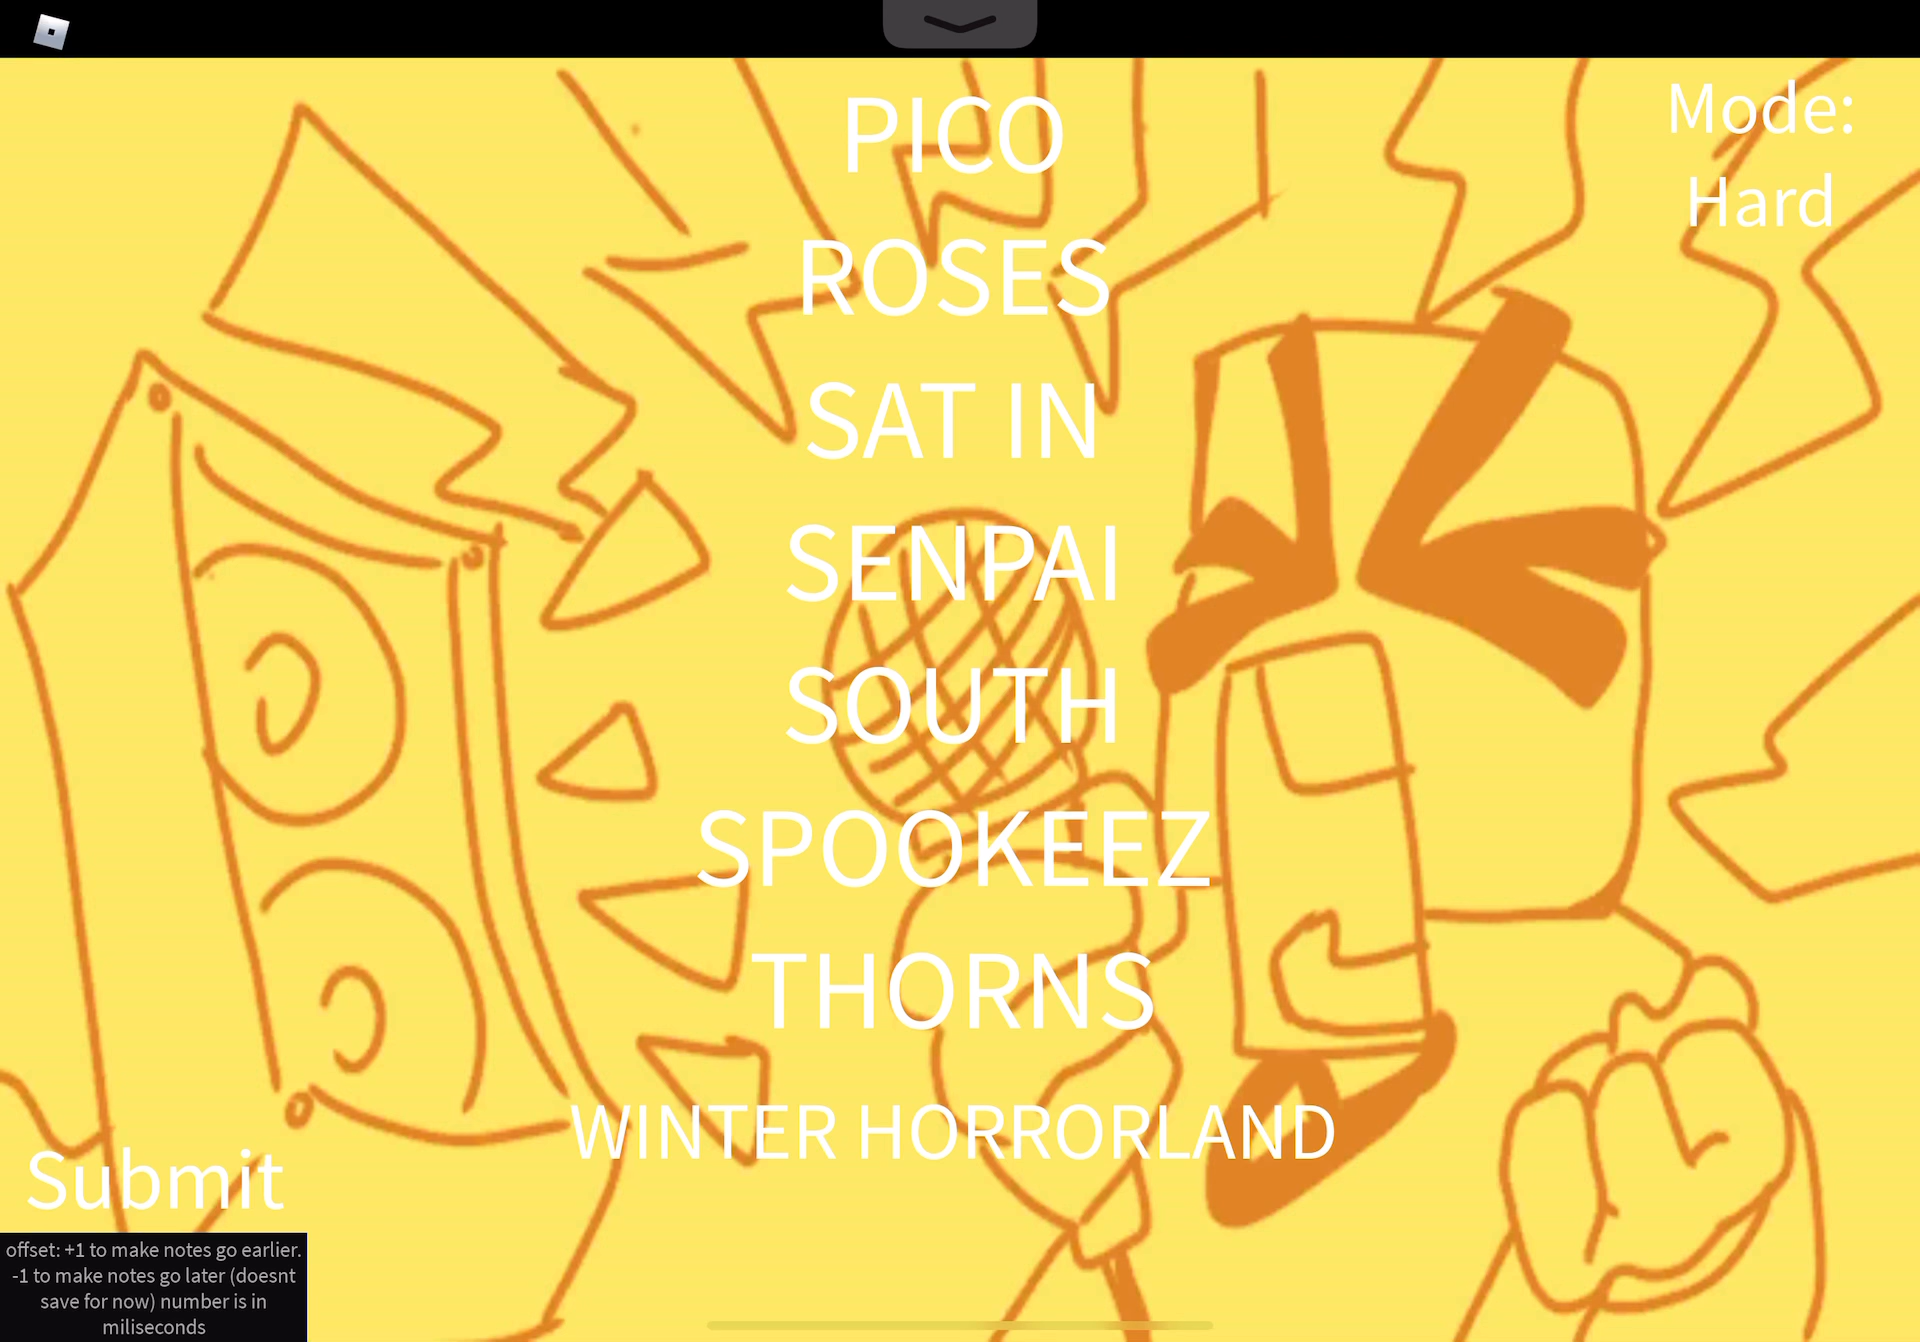 PICO
Mode:
Hard
ROSES
SAT IN
SENPAI
SOUTH
SPOOKEEZ
THORNS
WINTER HORRORLAND
Submit
offset: +1 to make notes go earlier.
-1 to make notes go later (doesnt
save for now) number is in
miliseconds